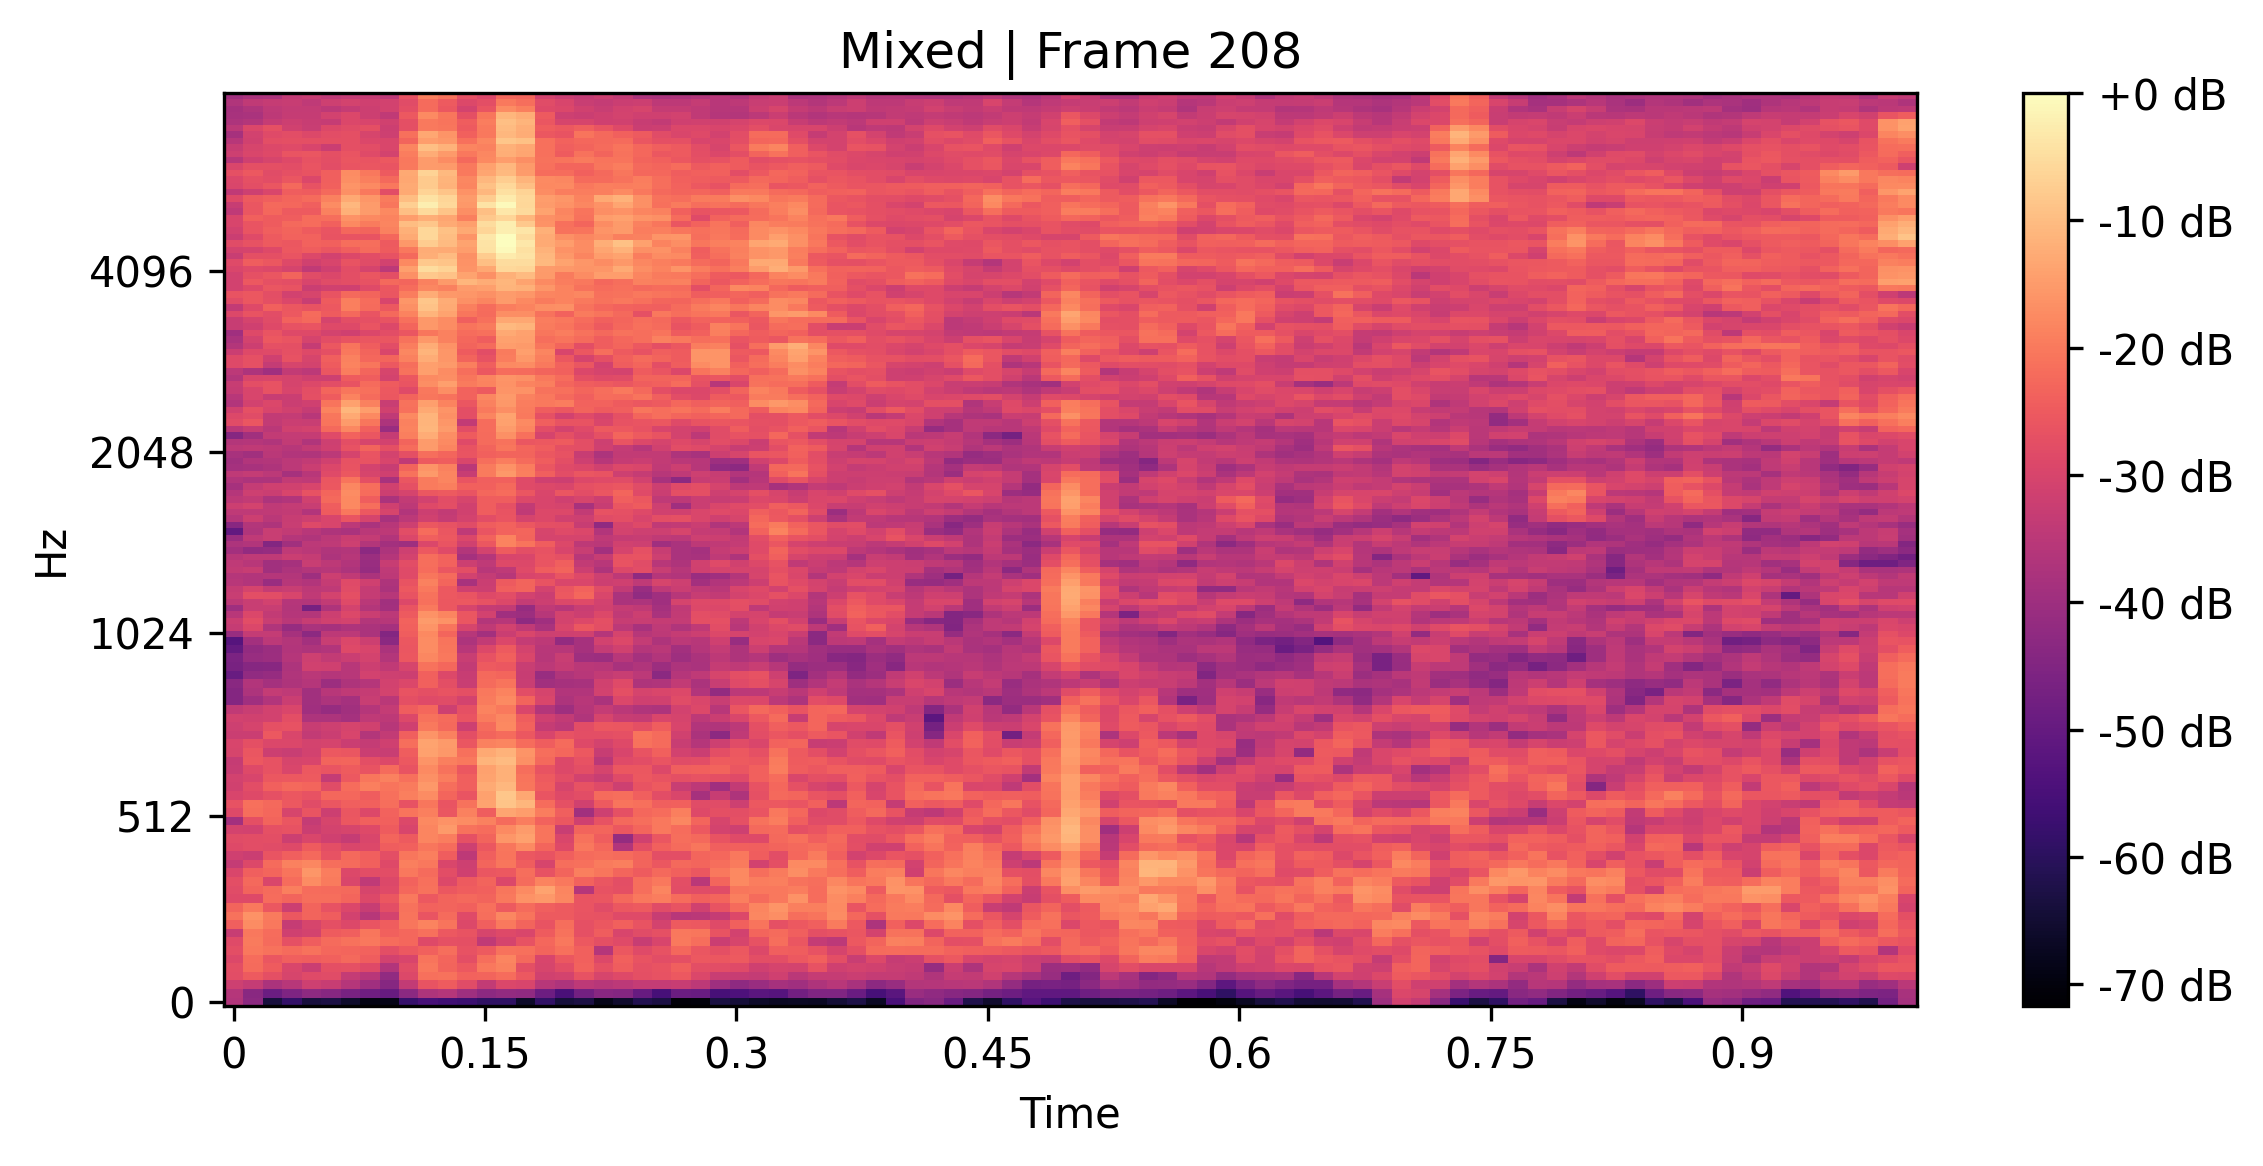 Mixed | Frame 208
+0 dB
-10 dB
-20 dB
-30 dB
-40 dB
-50 dB
-60 dB
-70 dB
Hz
4096
2048
1024
512
0
0
0.15
0.3
0.45
0.6
0.75
0.9
Time